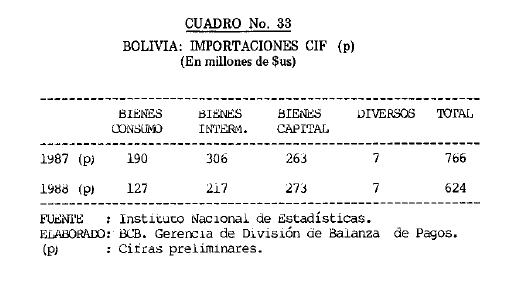 CUADRO No. 33
BOLIVIA: IMPORTACIONES CIF (p)
(En millones de $us)
BIENES BIENES BIENES DIVERSOS TOTAL
CONSUMO INTERM. CAPITAL
1987 (p) 190 306 263 7 766
1988 (p) 127 217 273 7 624
FUENTE : Instituto Nacional de Estadísticas.
ELABORADO: BCB. Gerencia de División de Balanza de Pagos.
(p) : Cifras preliminares.